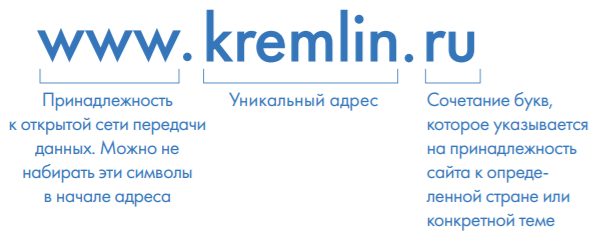 www.kremlin.ru
Принадлежность
к открытой сети передачи
данных. Можно не
набирать эти символы
в начале адреса
Уникальный адрес
Сочетание букв,
которое указывается
на принадлежность
сайта к опреде-
ленной стране или
конкретной теме